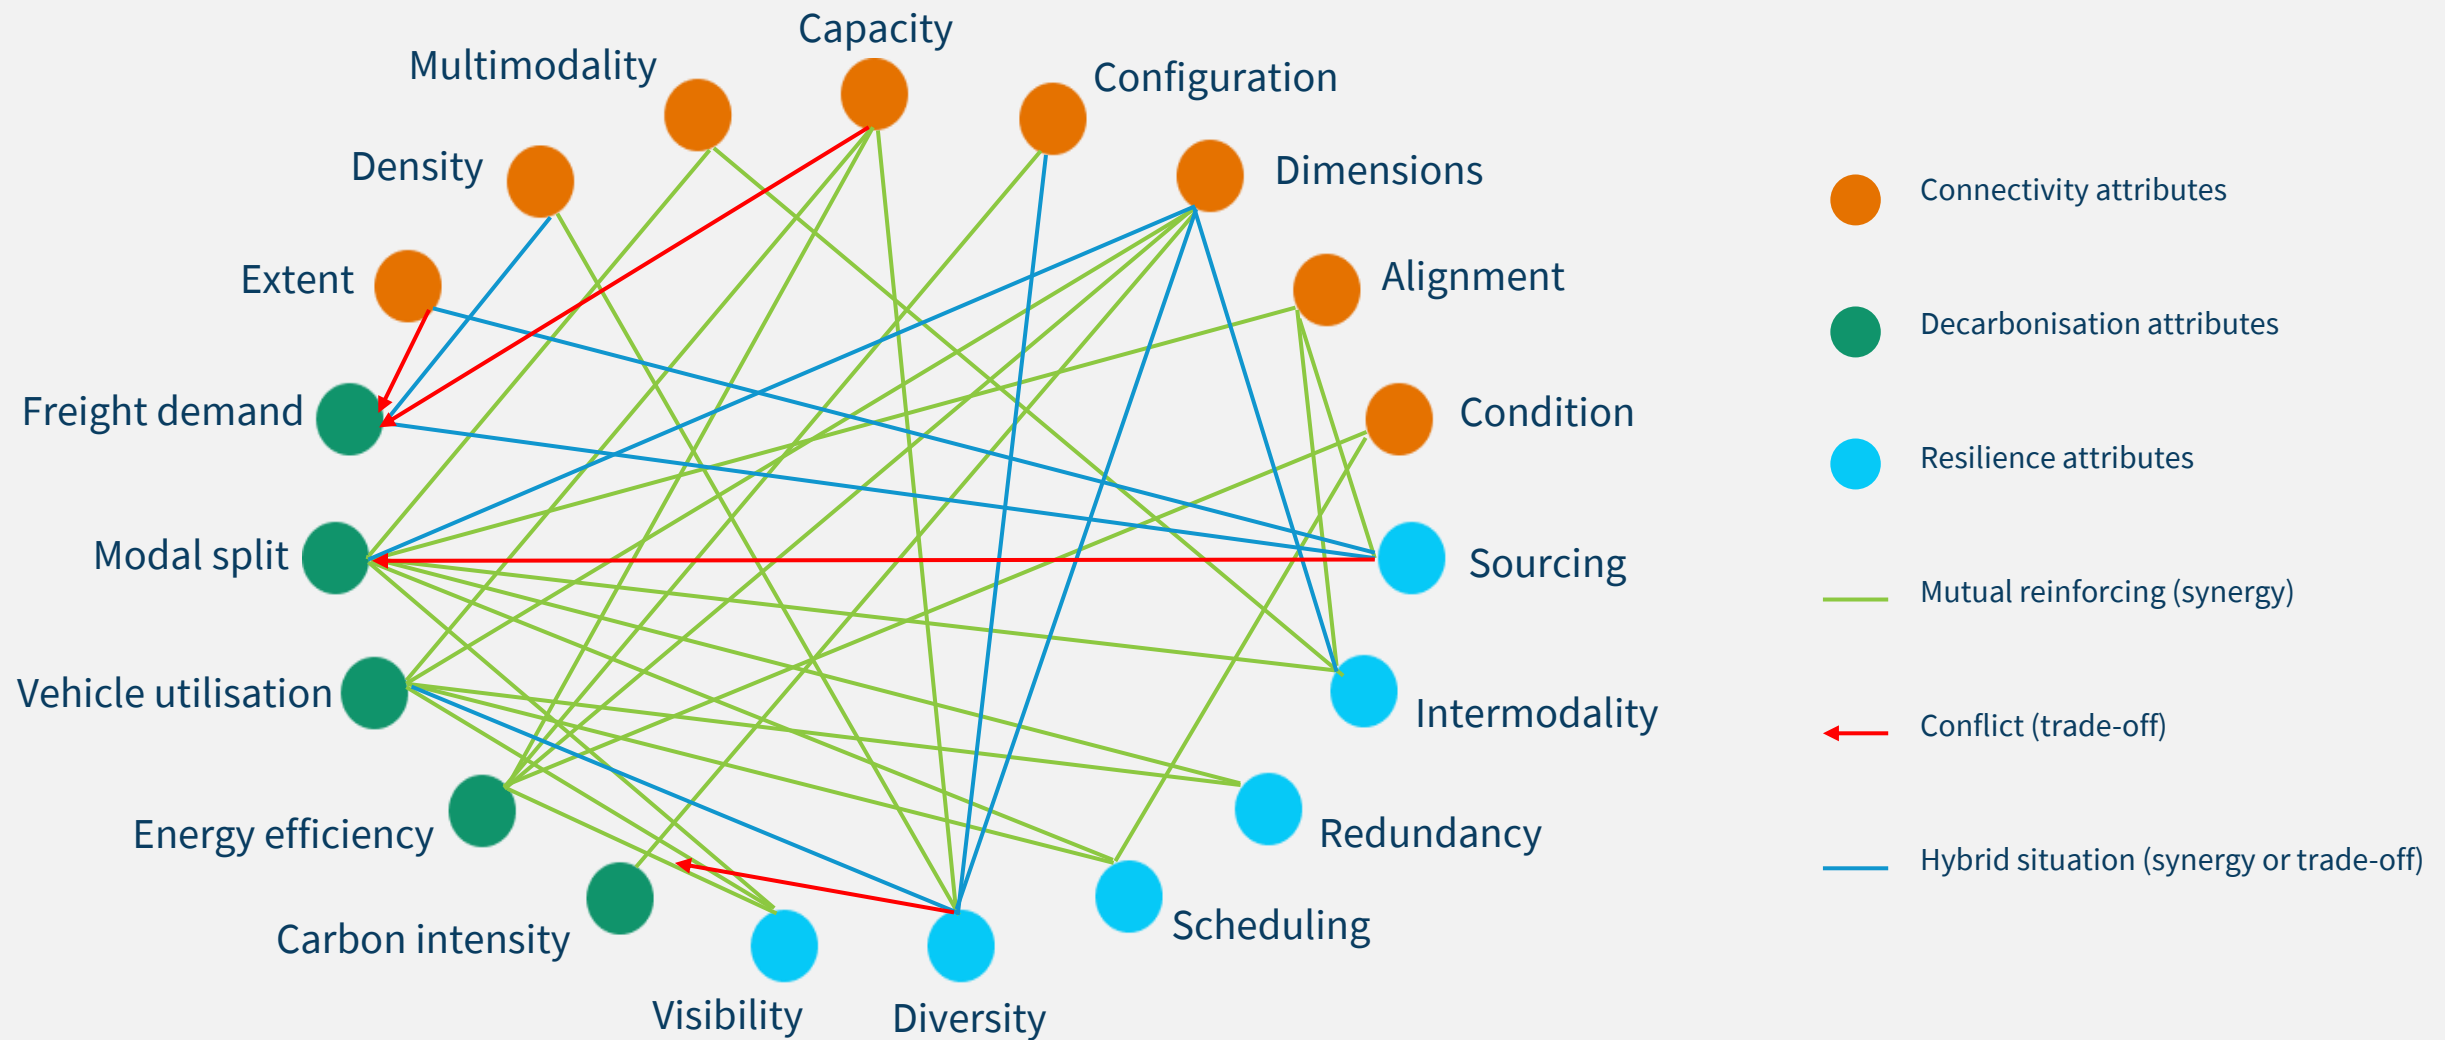 Capacity
Multimodality
Configuration
Density
Dimensions
Extent
Alignment
Freight demand
Condition
Modal split
Sourcing
Vehicle utilisation
Intermodality
Energy efficiency
Redundancy
Carbon intensity
Scheduling
Visibility
Diversity
Connectivity attributes
Decarbonisation attributes
Resilience attributes
Mutual reinforcing (synergy)
Conflict (trade-off)
Hybrid situation (synergy or trade-off)